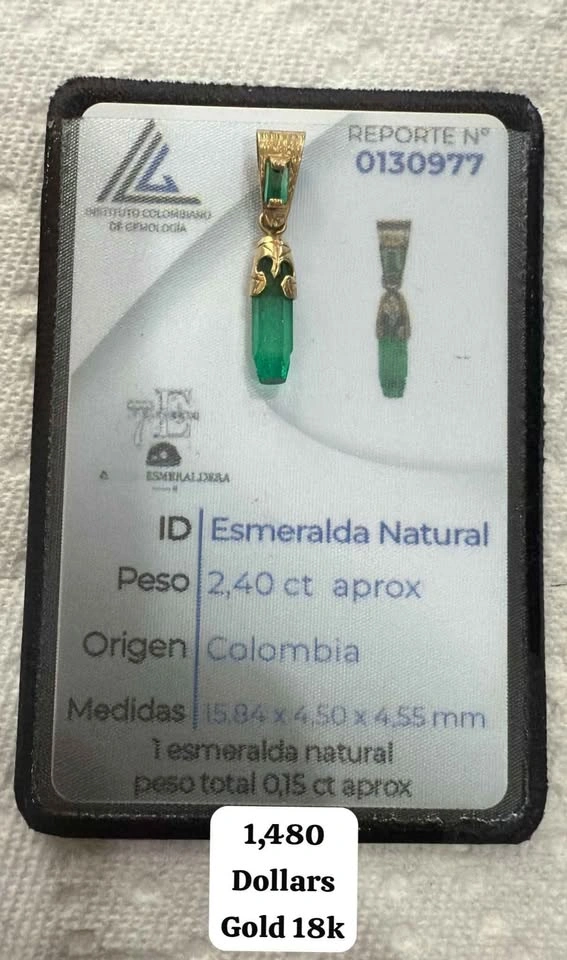 REPORTE Nº
0130977
INSTITUTO COLOMBIANO
DE GEMOLOGÍA
7E
ESMERALDERA
ID Esmeralda Natural
Peso 2,40 ct aprox
Origen Colombia
Medidas 15,84 x 4,50 x 4,55 mm
1 esmeralda natural
peso total 0,15 ct aprox
1,480
Dollars
Gold 18k